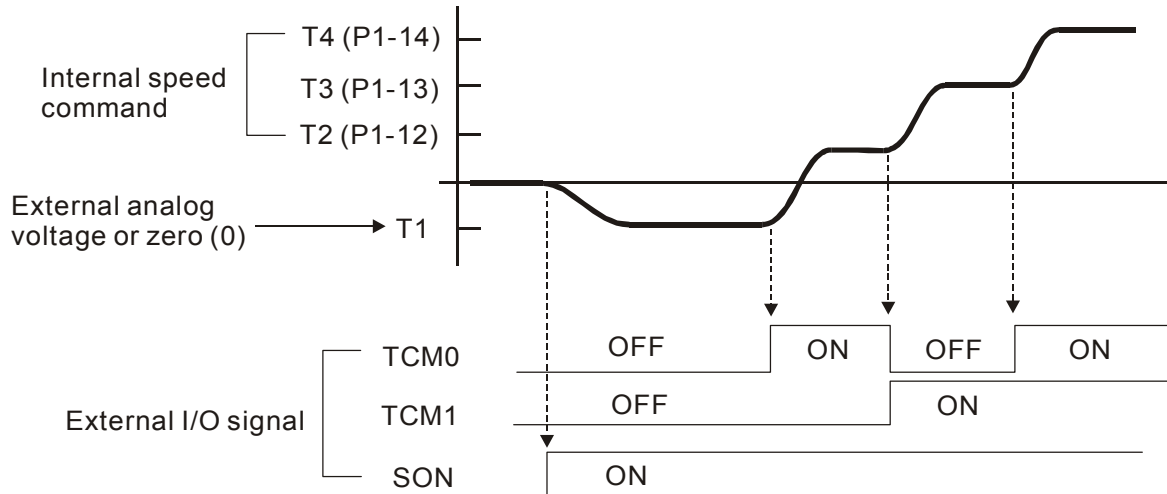 T4 (P1-14)
Internal speed
command
T3 (P1-13)
T2 (P1-12)
External analog
voltage or zero (0)
T1
TCM0
OFF
ON
OFF
ON
TCM1
OFF
ON
External I/O signal
SON
ON